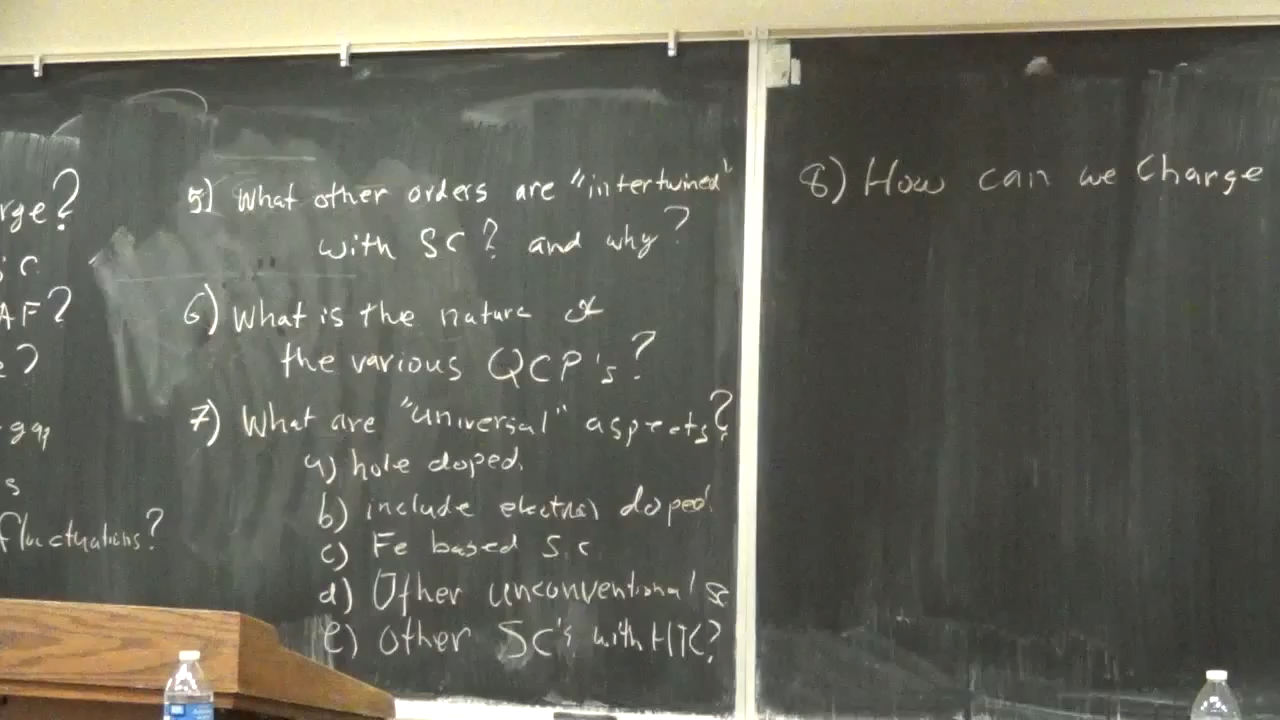 rge?
SC
AF?
e?
gap
s
fluctuations?
5) What other orders are "intertwined"
with SC? and why?
6) What is the nature of
the various QCP's?
7) What are "universal" aspects?
a) hole doped.
b) include electron doped.
c) Fe based S.C.
d) Other unconventional SC
e) Other SC's with HTC?
8) How can we Charge